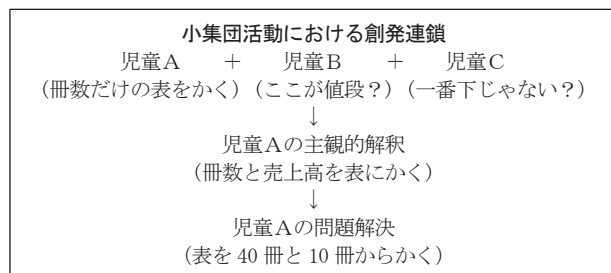 小集団活動における創発連鎖
児童A + 児童B + 児童C
(冊数だけの表をかく)(ここが値段?)(一番下じゃない?)
↓
児童Aの主観的解釈
(冊数と売上高を表にかく)
↓
児童Aの問題解決
(表を 40 冊と 10 冊からかく)